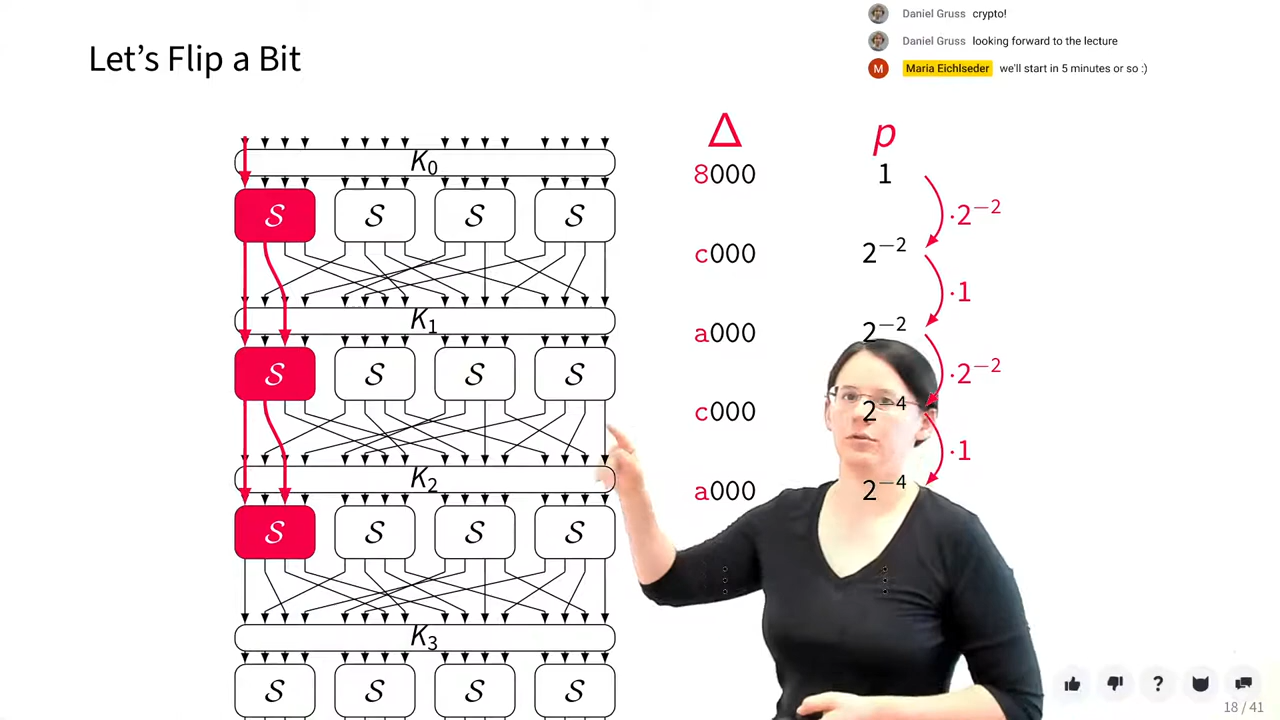 Daniel Gruss crypto!
Daniel Gruss looking forward to the lecture
M Maria Eichlseder we'll start in 5 minutes or so :)
Let's Flip a Bit
Δ p
K₀ 8000 1
S S S S ·2⁻²
c000 2⁻²
K₁ ·1
a000 2⁻²
S S S S ·2⁻²
c000 2⁻⁴
K₂ ·1
a000 2⁻⁴
S S S S
⋮ ⋮
K₃
S S S S
?
18 / 41